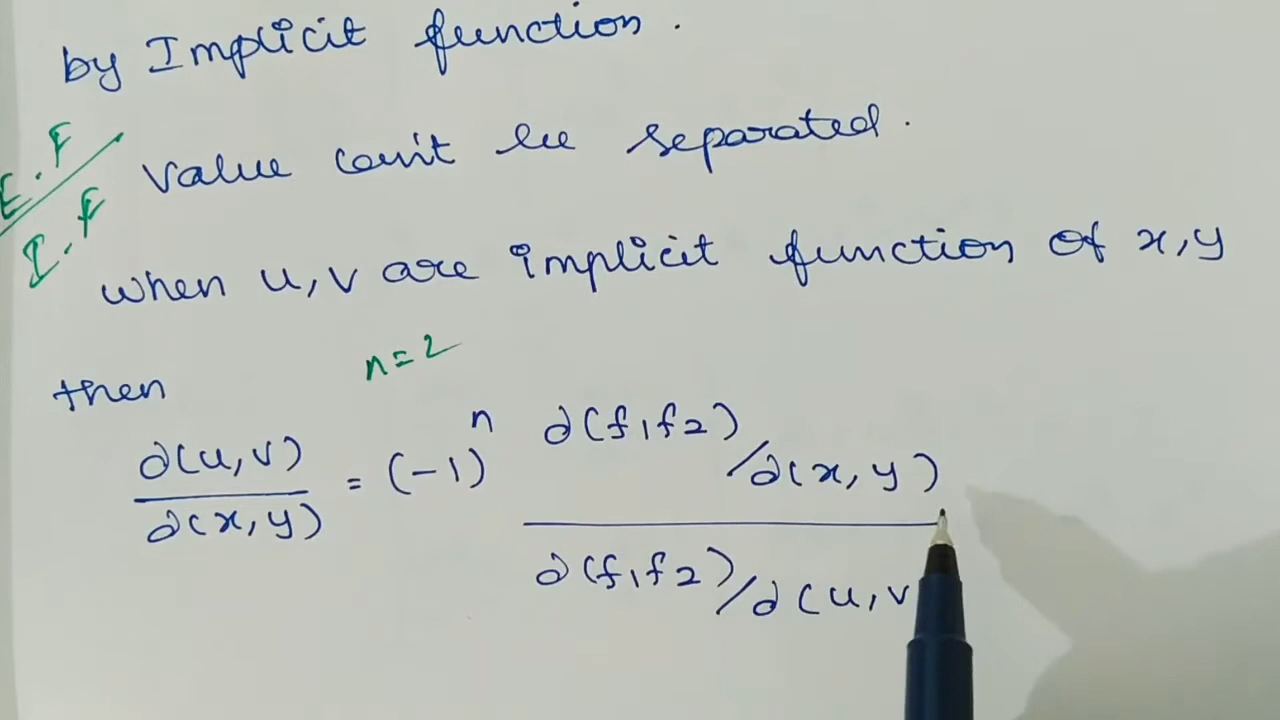 by Implicit function.
E.F
I.F
Value can't be separated.
when u,v are implicit function of x,y
n=2
then
∂(u,v)/∂(x,y) = (-1)^n ∂(f1f2)/∂(x,y)
∂(f1f2)/∂(u,v